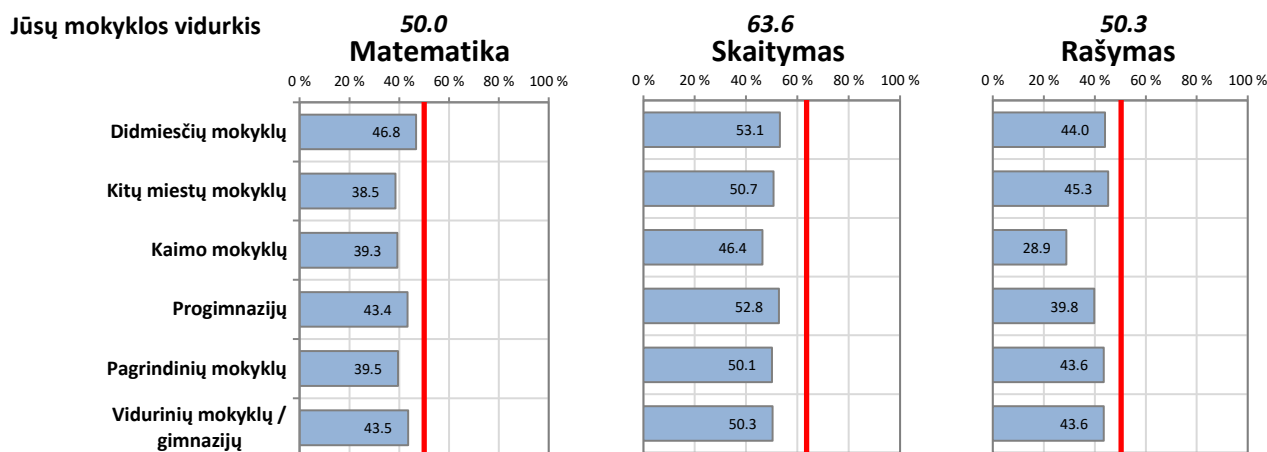 Jūsų mokyklos vidurkis 50.0 63.6 50.3
Matematika Skaitymas Rašymas
0 % 20 % 40 % 60 % 80 % 100 % 0 % 20 % 40 % 60 % 80 % 100 % 0 % 20 % 40 % 60 % 80 % 100 %
Didmiesčių mokyklų 46.8 53.1 44.0
Kitų miestų mokyklų 38.5 50.7 45.3
Kaimo mokyklų 39.3 46.4 28.9
Progimnazijų 43.4 52.8 39.8
Pagrindinių mokyklų 39.5 50.1 43.6
Vidurinių mokyklų /
gimnazijų 43.5 50.3 43.6